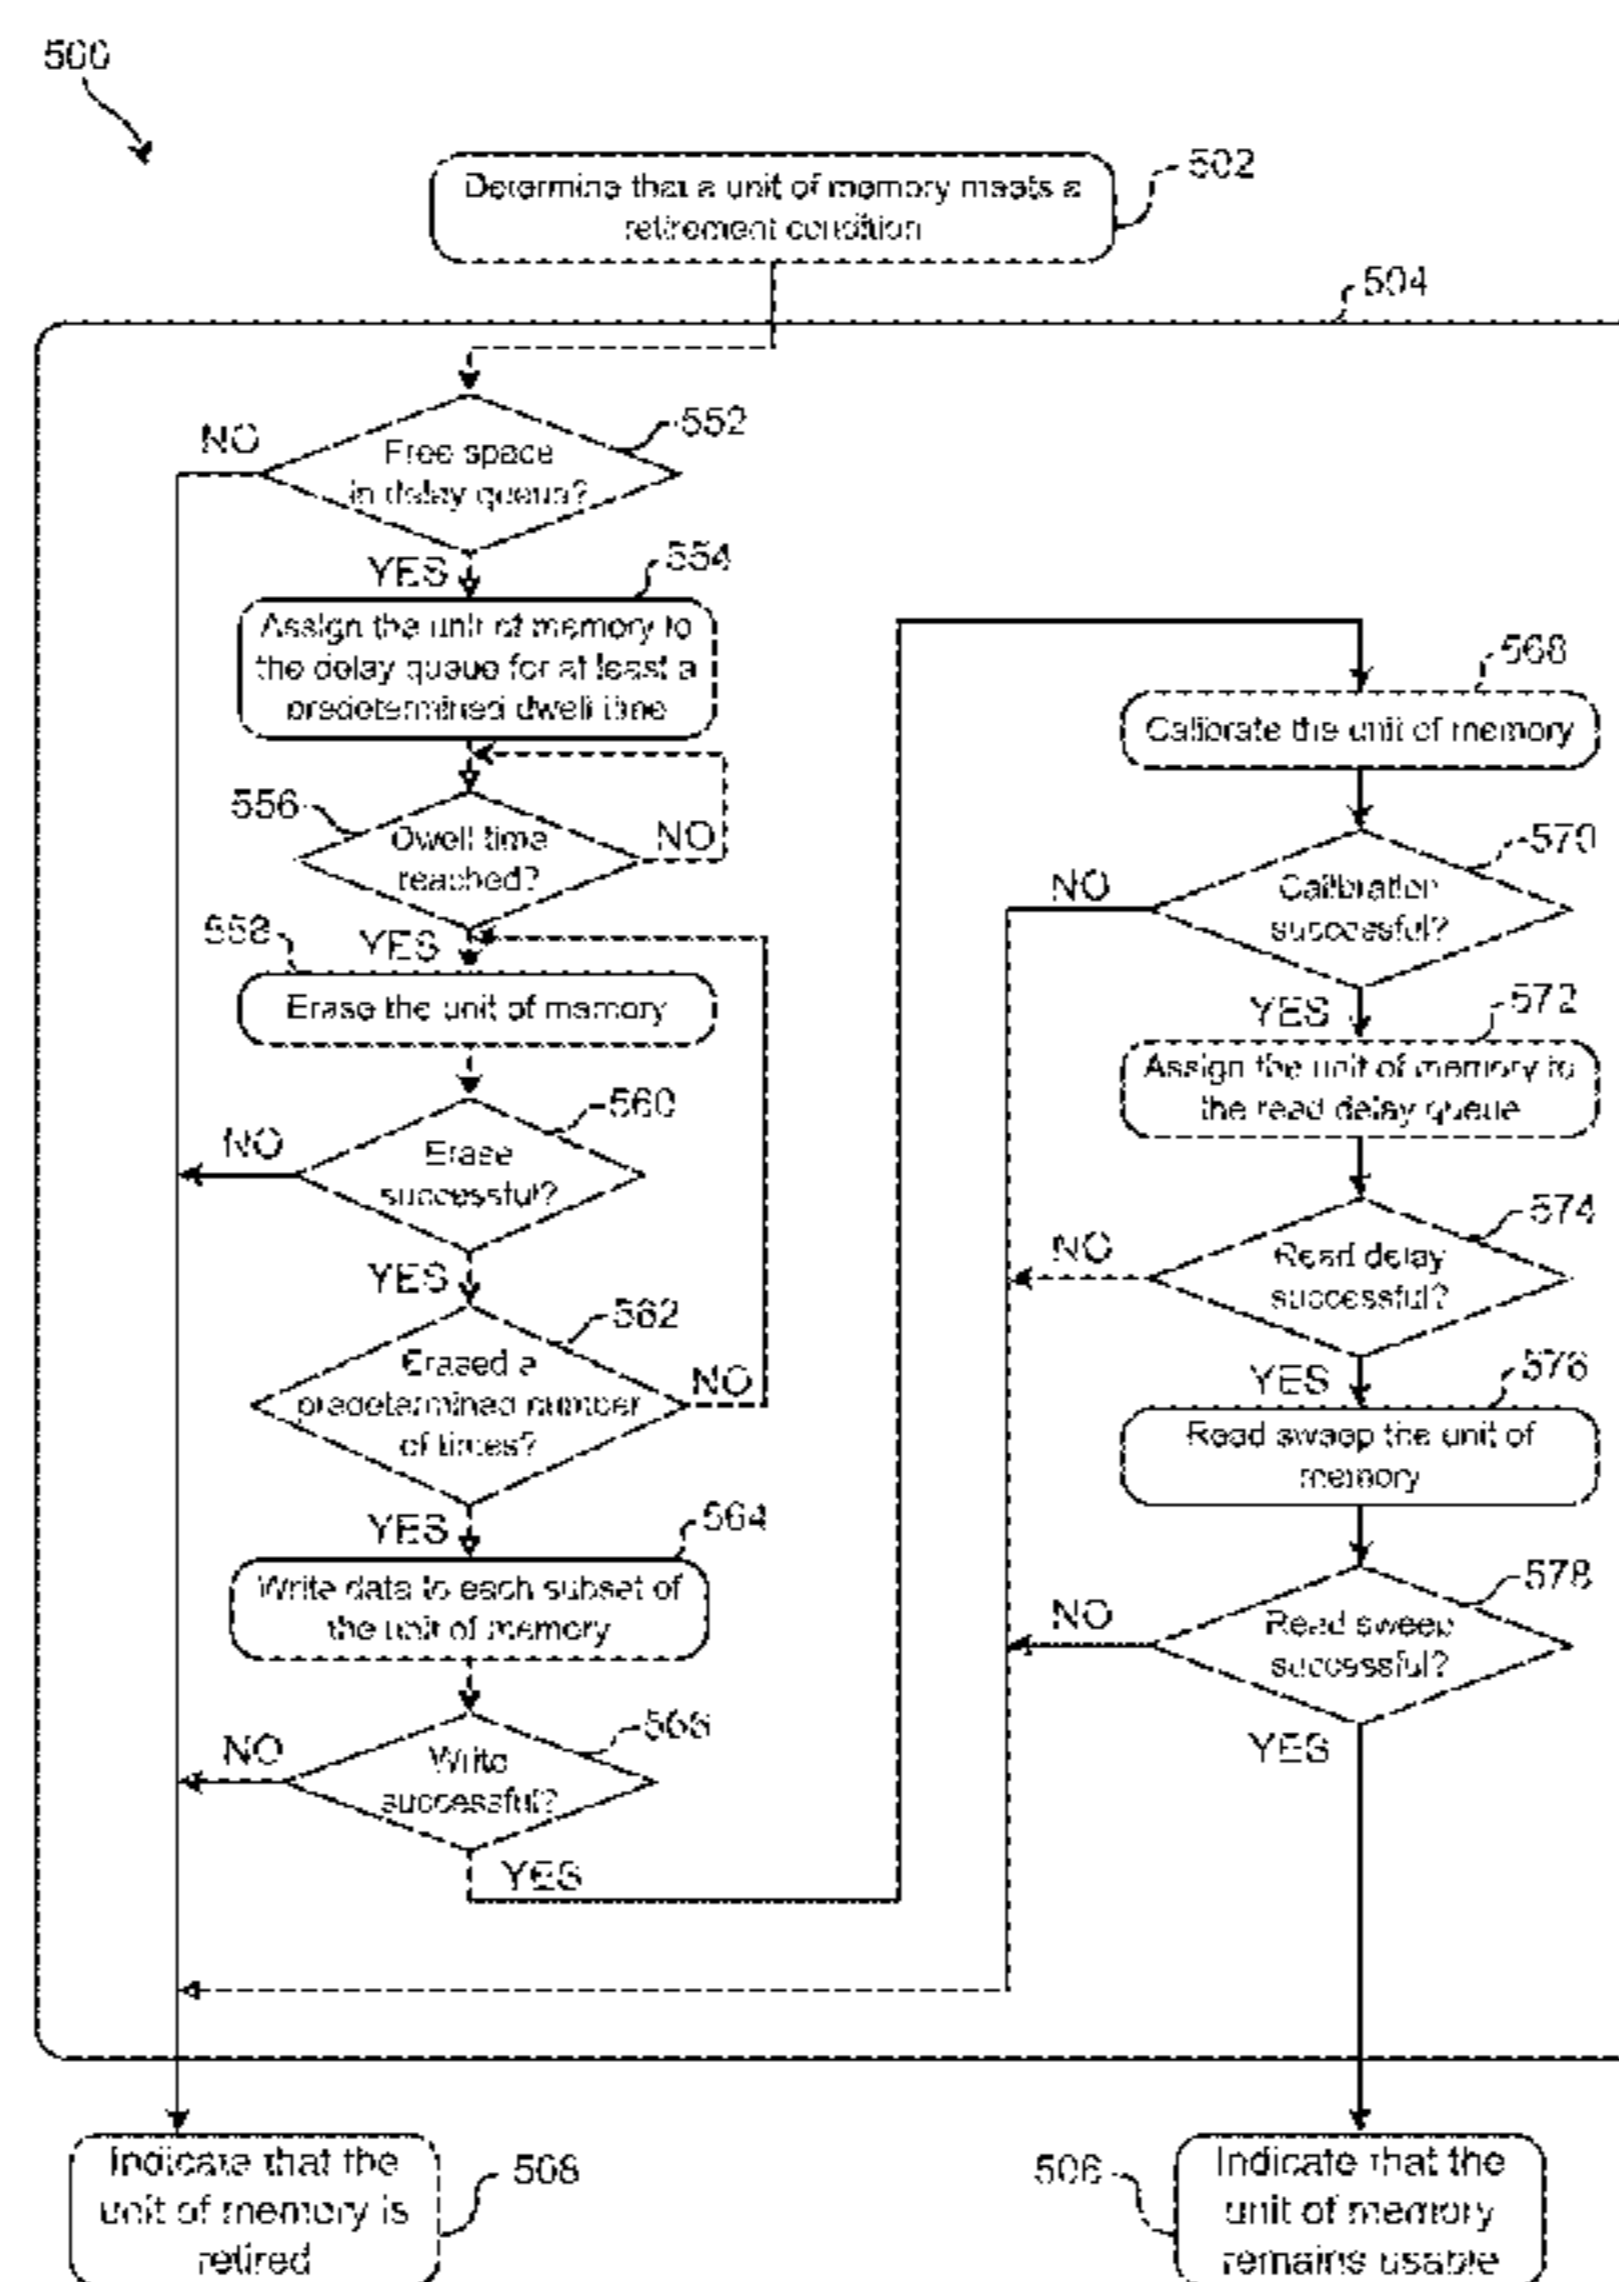 500
Determine that a unit of memory meets a
retirement condition
502
504
NO
Free space
in delay queue?
552
YES
554
Assign the unit of memory to
the delay queue for at least a
predetermined dwell time
556
Dwell time
reached?
NO
558
YES
Erase the unit of memory
560
NO
Erase
successful?
YES
562
Erased a
predetermined number
of times?
NO
YES
564
Write data to each subset of
the unit of memory
566
NO
Write
successful?
YES
568
Calibrate the unit of memory
570
NO
Calibration
successful?
YES
572
Assign the unit of memory to
the read delay queue
574
NO
Read delay
successful?
YES
576
Read sweep the unit of
memory
578
NO
Read sweep
successful?
YES
Indicate that the
unit of memory is
retired
508
506
Indicate that the
unit of memory
remains usable